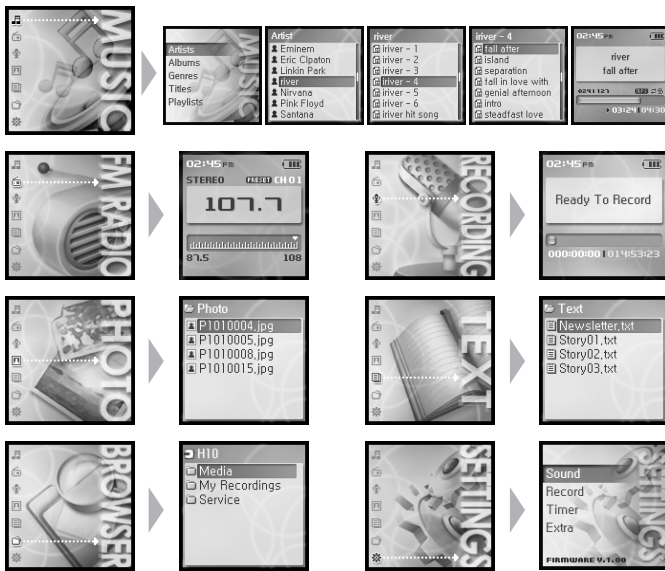 MUSIC
Artists
Albums
Genres
Titles
Playlists
Artist
Eminem
Eric Clpaton
Linkin Park
river
Nirvana
Pink Floyd
Santana
river
iriver - 1
iriver - 2
iriver - 3
iriver - 4
iriver - 5
iriver - 6
iriver hit song
iriver - 4
fall after
island
separation
fall in love with
genial afternoon
intro
steadfast love
02:45 PM
river
fall after
024 | 127
03:24 | 04:30
FM RADIO
02:45 PM
STEREO PRESET CH 01
107.7
87.5 108
RECORDING
02:45 PM
Ready To Record
000:00:00 | 014:53:23
PHOTO
Photo
P1010004.jpg
P1010005.jpg
P1010008.jpg
P1010015.jpg
TEXT
Text
Newsletter.txt
Story01.txt
Story02.txt
Story03.txt
BROWSER
H10
Media
My Recordings
Service
SETTINGS
Sound
Record
Timer
Extra
FIRMWARE V.1.00